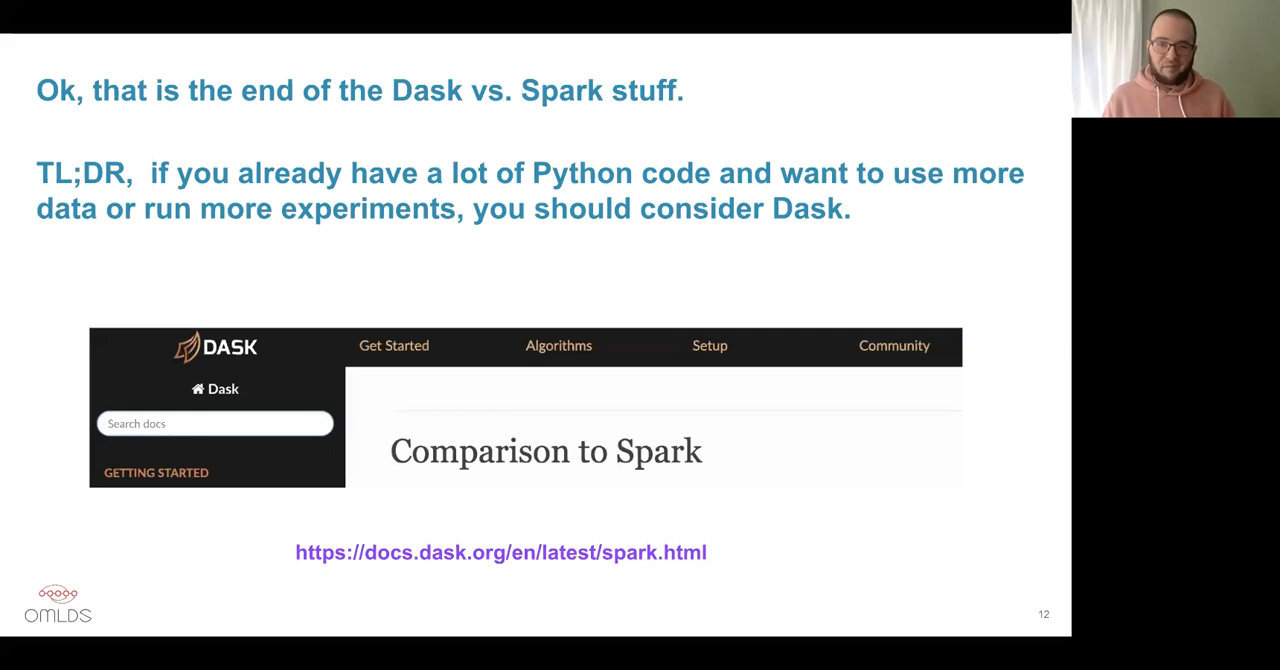 Ok, that is the end of the Dask vs. Spark stuff.
TL;DR,  if you already have a lot of Python code and want to use more
data or run more experiments, you should consider Dask.
DASK
Get Started
Algorithms
Setup
Community
Dask
Search docs
GETTING STARTED
Comparison to Spark
https://docs.dask.org/en/latest/spark.html
OMLDS
12